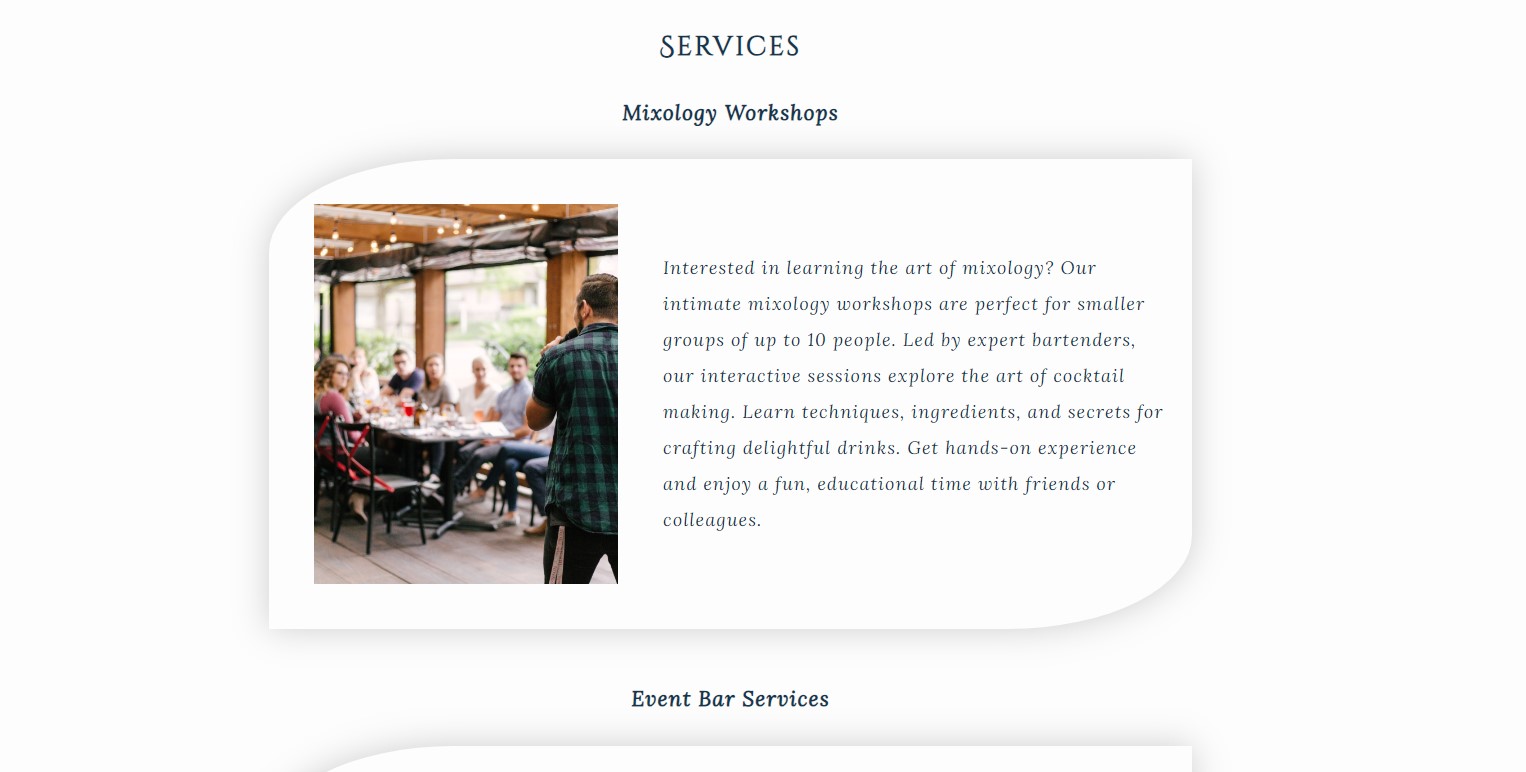 SERVICES
Mixology Workshops
Interested in learning the art of mixology? Our
intimate mixology workshops are perfect for smaller
groups of up to 10 people. Led by expert bartenders,
our interactive sessions explore the art of cocktail
making. Learn techniques, ingredients, and secrets for
crafting delightful drinks. Get hands-on experience
and enjoy a fun, educational time with friends or
colleagues.
Event Bar Services